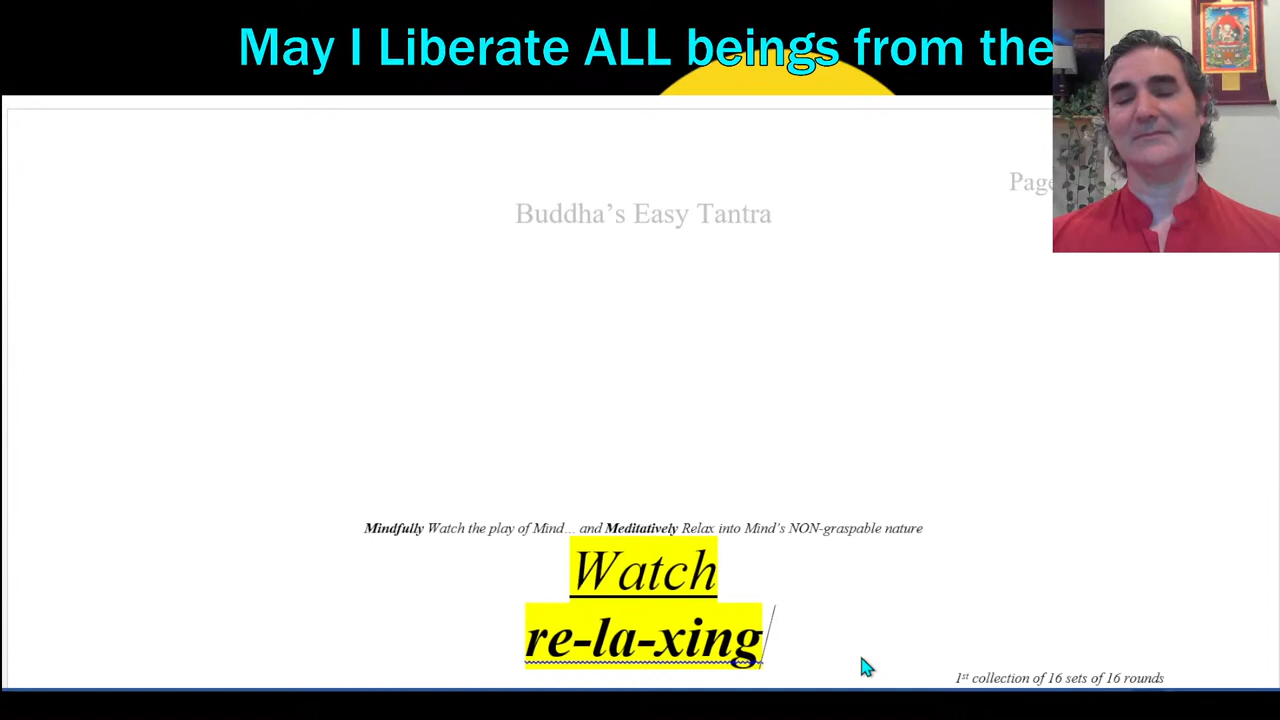 May I Liberate ALL beings from the
Page
Buddha's Easy Tantra
Mindfully Watch the play of Mind... and Meditatively Relax into Mind's NON-graspable nature
Watch
re-la-xing
1st collection of 16 sets of 16 rounds